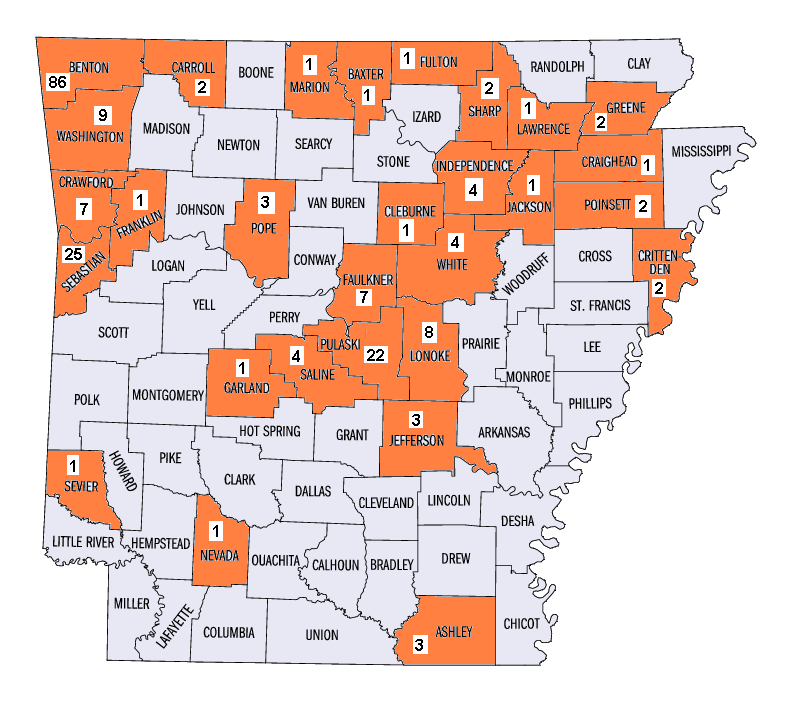 BENTON
86
CARROLL
2
BOONE
1
MARION
BAXTER
1
1
FULTON
RANDOLPH
CLAY
9
WASHINGTON
MADISON
NEWTON
SEARCY
STONE
IZARD
2
SHARP
1
LAWRENCE
GREENE
2
CRAIGHEAD
1
MISSISSIPPI
CRAWFORD
7
1
FRANKLIN
JOHNSON
3
POPE
VAN BUREN
CLEBURNE
1
INDEPENDENCE
4
1
JACKSON
POINSETT
2
25
SEBASTIAN
LOGAN
CONWAY
FAULKNER
7
4
WHITE
WOODRUFF
CROSS
CRITTEN-
DEN
2
SCOTT
YELL
PERRY
PULASKI
22
8
LONOKE
PRAIRIE
ST. FRANCIS
LEE
MONROE
PHILLIPS
POLK
MONTGOMERY
1
GARLAND
4
SALINE
HOT SPRING
GRANT
3
JEFFERSON
ARKANSAS
1
SEVIER
HOWARD
PIKE
CLARK
DALLAS
CLEVELAND
LINCOLN
DESHA
LITTLE RIVER
HEMPSTEAD
1
NEVADA
OUACHITA
CALHOUN
BRADLEY
DREW
MILLER
LAFAYETTE
COLUMBIA
UNION
3
ASHLEY
CHICOT